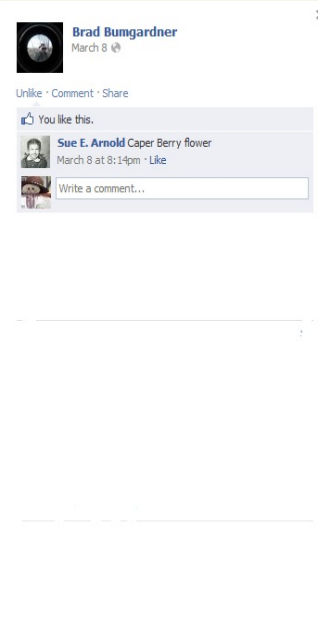 Brad Bumgardner
March 8
Unlike · Comment · Share
You like this.
Sue E. Arnold Caper Berry flower
March 8 at 8:14pm · Like
Write a comment...